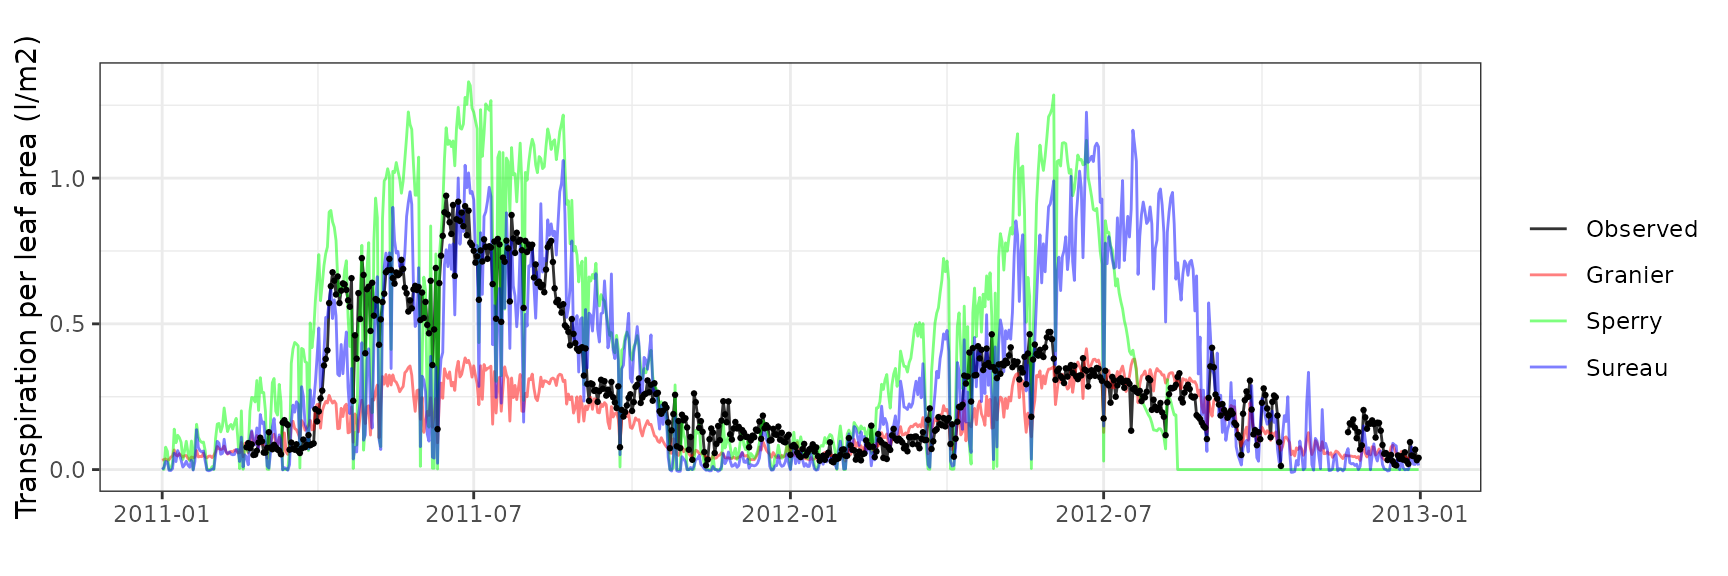 Transpiration per leaf area (l/m2)
1.0
0.5
0.0
2011-01
2011-07
2012-01
2012-07
2013-01
Observed
Granier
Sperry
Sureau